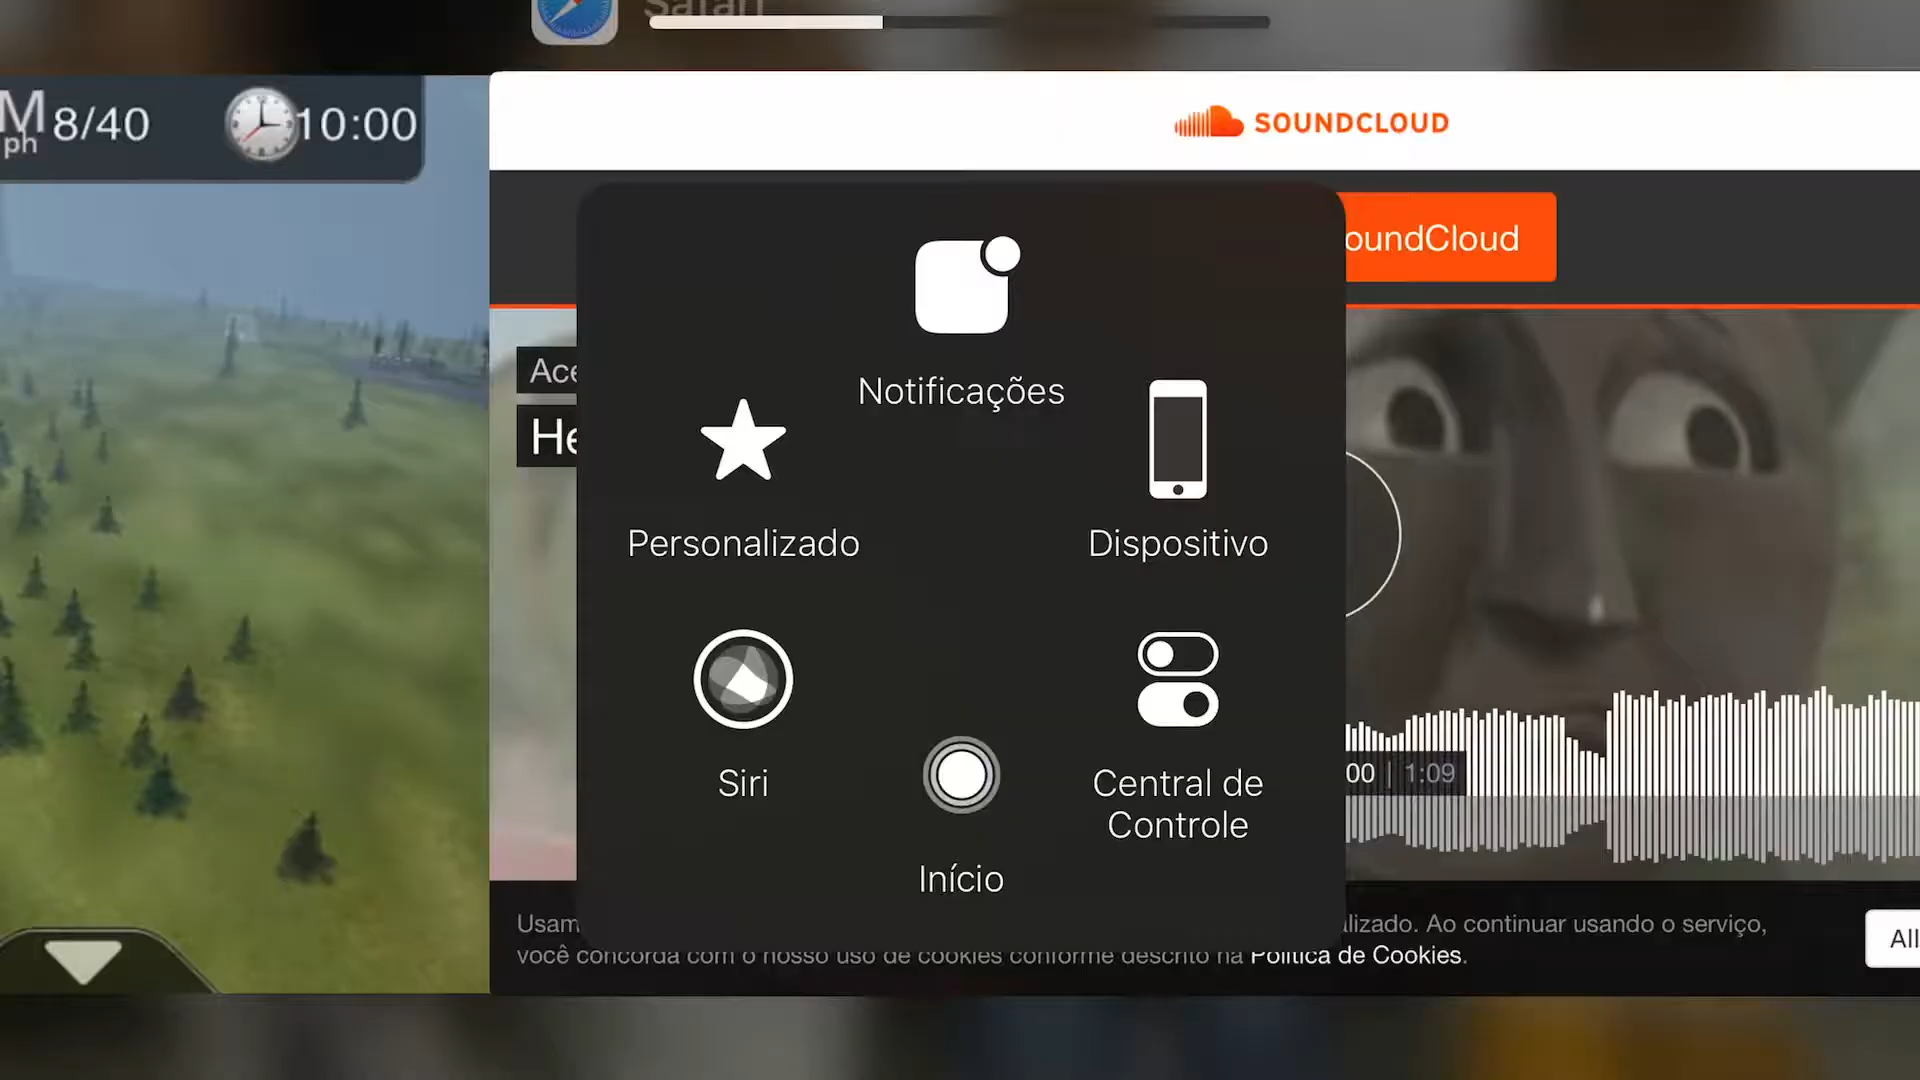 Safari
M
ph
8/40
10:00
SOUNDCLOUD
oundCloud
Ace
He
Notificações
Personalizado
Dispositivo
Siri
Central de
Controle
Início
00 | 1:09
Usam
lizado. Ao continuar usando o serviço,
você concorda com o nosso uso de cookies conforme descrito na Política de Cookies.
All